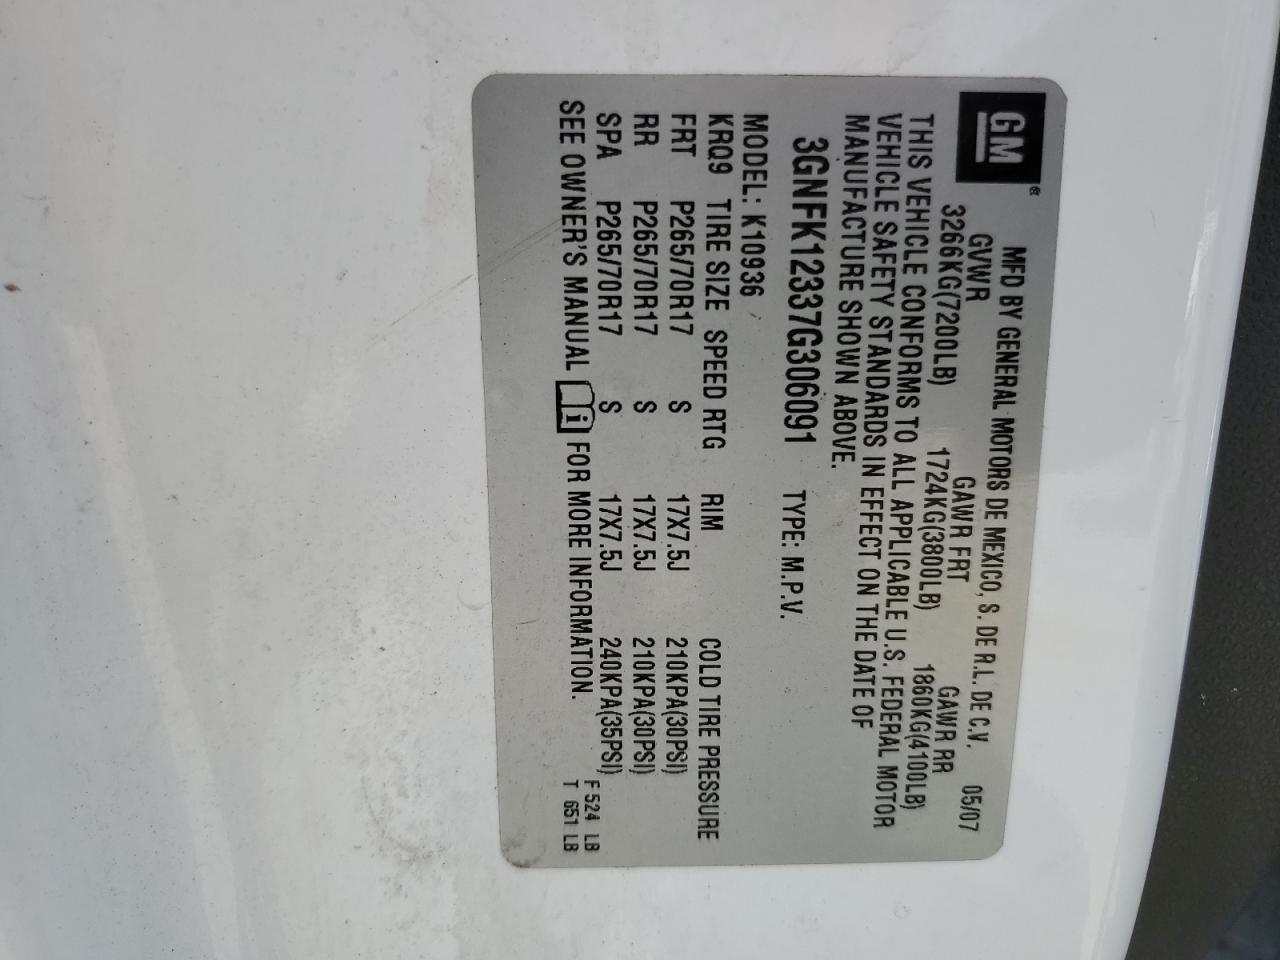 GM
MFD BY GENERAL MOTORS DE MEXICO, S. DE R.L. DE C.V. 05/07
GVWR GAWR FRT GAWR RR
3266KG(7200LB) 1724KG(3800LB) 1860KG(4100LB)
THIS VEHICLE CONFORMS TO ALL APPLICABLE U.S. FEDERAL MOTOR
VEHICLE SAFETY STANDARDS IN EFFECT ON THE DATE OF
MANUFACTURE SHOWN ABOVE.
3GNFK12337G306091 TYPE: M.P.V.
MODEL: K10936
KRQ9 TIRE SIZE SPEED RTG RIM COLD TIRE PRESSURE
FRT P265/70R17 S 17X7.5J 210KPA(30PSI)
RR P265/70R17 S 17X7.5J 210KPA(30PSI)
SPA P265/70R17 S 17X7.5J 240KPA(35PSI)
SEE OWNER'S MANUAL i FOR MORE INFORMATION.
F 524 LB
T 651 LB